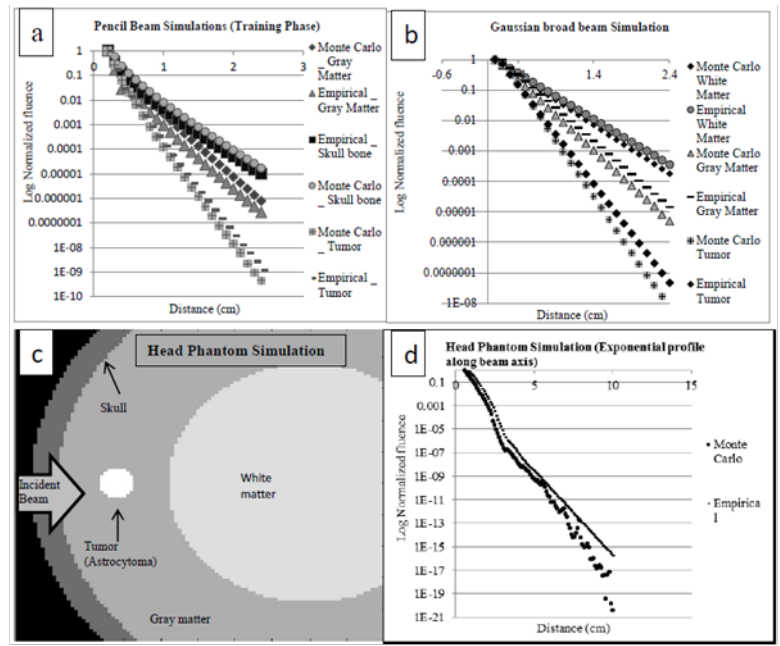 a
Pencil Beam Simulations (Training Phase)
1
0.1
0.01
0.001
0.0001
0.00001
0.000001
0.0000001
1E-08
1E-09
1E-10
0
1
2
3
Log Normalized fluence
Distance (cm)
Monte Carlo
_ Gray
Matter
Empirical _
Gray Matter
Empirical _
Skull bone
Monte Carlo
_ Skull bone
Monte Carlo _
Tumor
Empirical _
Tumor
b
Gaussian broad beam Simulation
1
0.1
0.01
0.001
0.0001
0.00001
0.000001
0.0000001
1E-08
-0.6
1.4
2.4
Log Normalized fluence
Distance (cm)
Monte Carlo
White
Matter
Empirical
White
Matter
Monte Carlo
Gray Matter
Empirical
Gray Matter
Monte Carlo
Tumor
Empirical
Tumor
c
Head Phantom Simulation
Skull
Incident
Beam
White
matter
Tumor
(Astrocytoma)
Gray matter
d
Head Phantom Simulation (Exponential profile
along beam axis)
0.1
0.001
1E-05
1E-07
1E-09
1E-11
1E-13
1E-15
1E-17
1E-19
1E-21
0
5
10
15
Log Normalized fluence
Distance (cm)
Monte
Carlo
Empirica
l